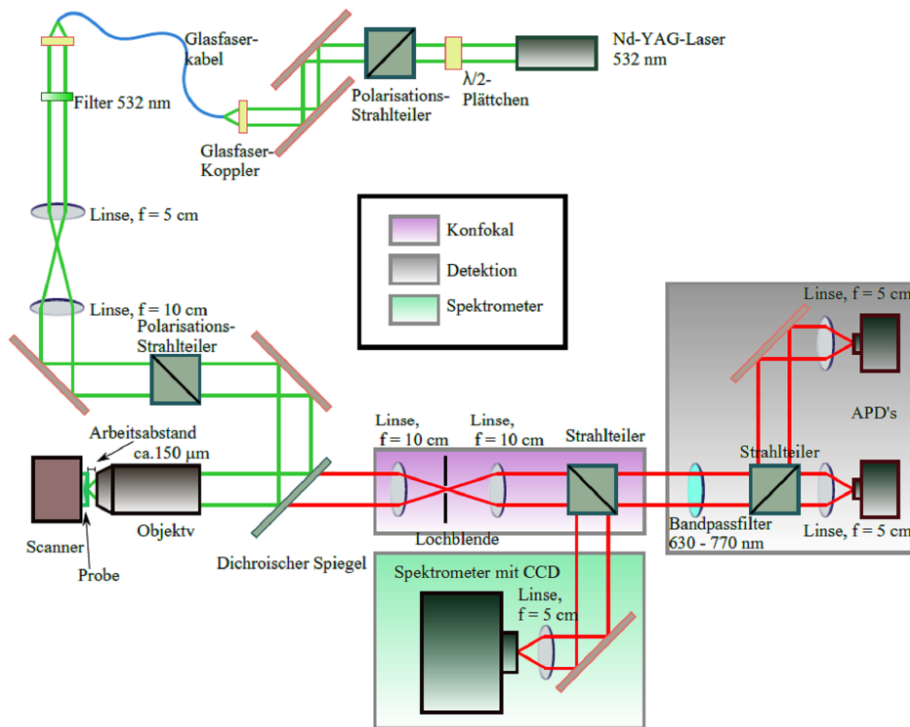 Glasfaser-
kabel
Nd-YAG-Laser
532 nm
λ/2-
Plättchen
Polarisations-
Strahlteiler
Filter 532 nm
Glasfaser-
Koppler
Linse, f = 5 cm
Linse, f = 10 cm
Polarisations-
Strahlteiler
Konfokal
Detektion
Spektrometer
Linse, f = 5 cm
APD's
Arbeitsabstand
ca.150 µm
Scanner
Probe
Objektv
Dichroischer Spiegel
Linse,
f = 10 cm
Linse,
f = 10 cm
Lochblende
Strahlteiler
Strahlteiler
Bandpassfilter
630 - 770 nm
Linse, f = 5 cm
Spektrometer mit CCD
Linse,
f = 5 cm